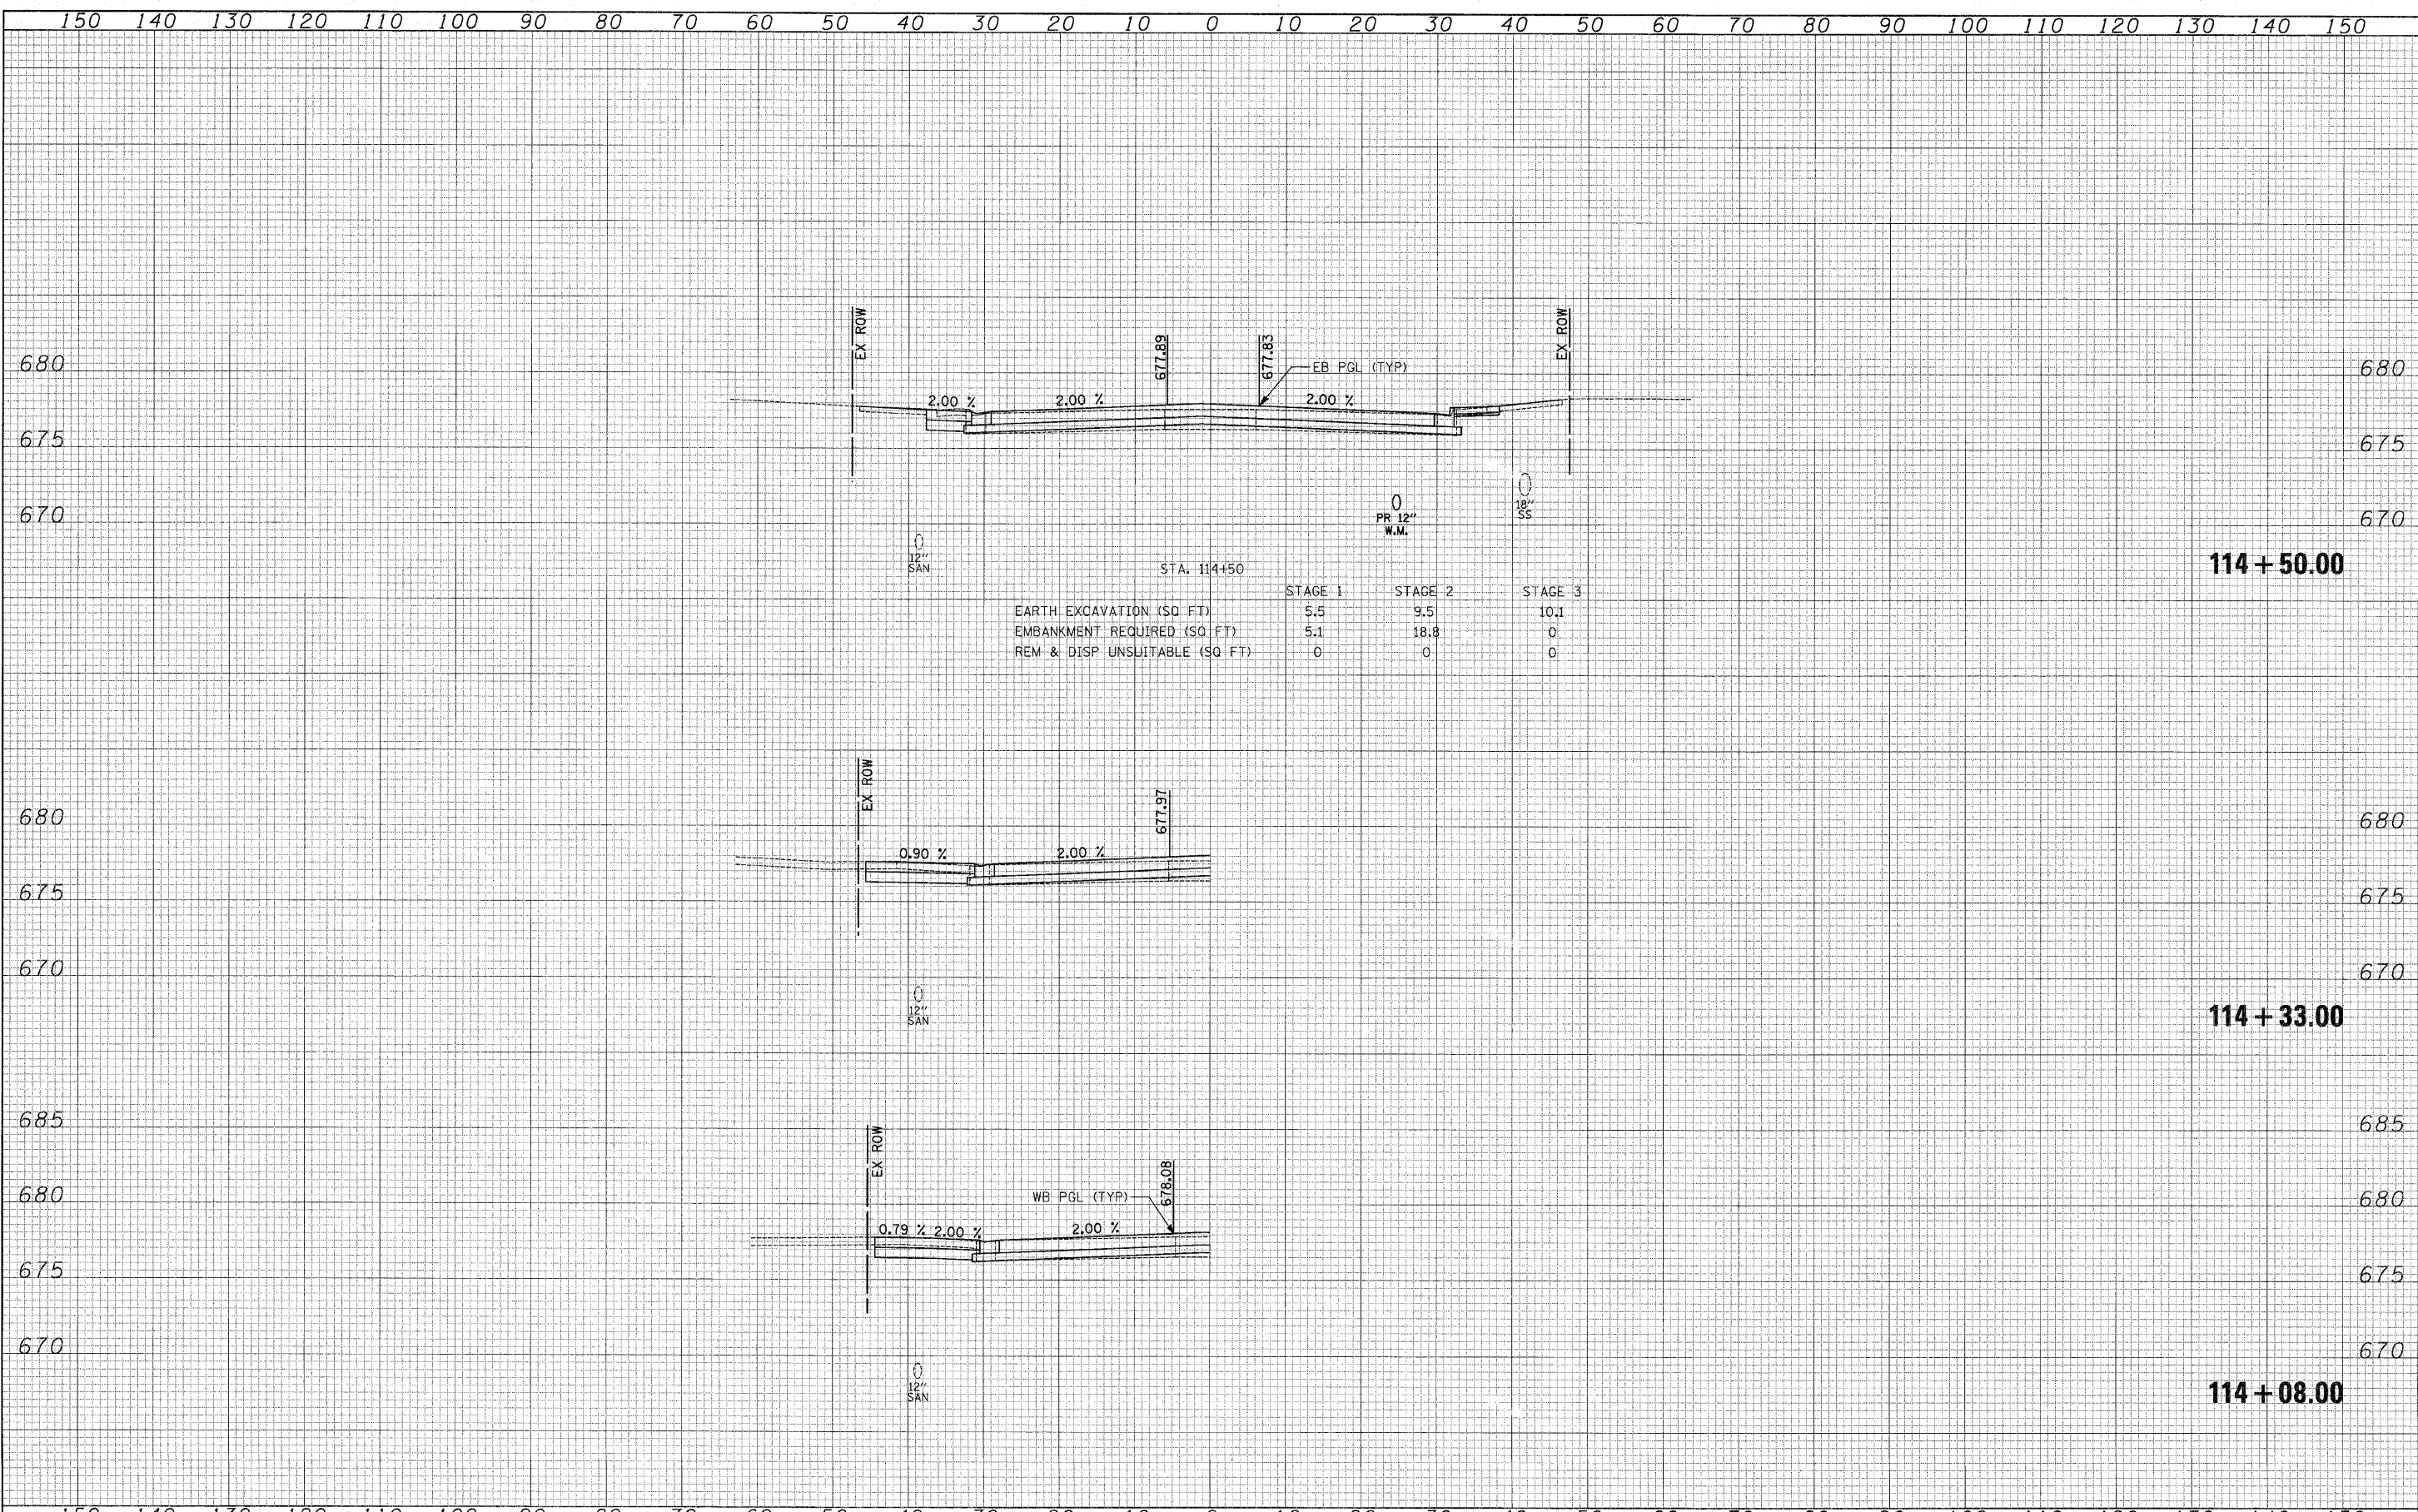 150 140 130 120 110 100 90 80 70 60 50 40 30 20 10 0 10 20 30 40 50 60 70 80 90 100 110 120 130 140 150
EX ROW
677.89
677.83
EX ROW
680
EB PGL (TYP)
680
2.00 %
2.00 %
2.00 %
675
675
670
PR 12"
W.M.
18"
SS
670
12"
SAN
STA. 114+50
114 + 50.00
STAGE 1 STAGE 2 STAGE 3
EARTH EXCAVATION (SQ FT) 5.5 9.5 10.1
EMBANKMENT REQUIRED (SQ FT) 5.1 18.8 0
REM & DISP UNSUITABLE (SQ FT) 0 0 0
EX ROW
677.97
680
680
0.90 %
2.00 %
675
675
670
670
12"
SAN
114 + 33.00
685
685
EX ROW
678.08
680
WB PGL (TYP)
680
0.79 % 2.00 %
2.00 %
675
675
670
670
12"
SAN
114 + 08.00